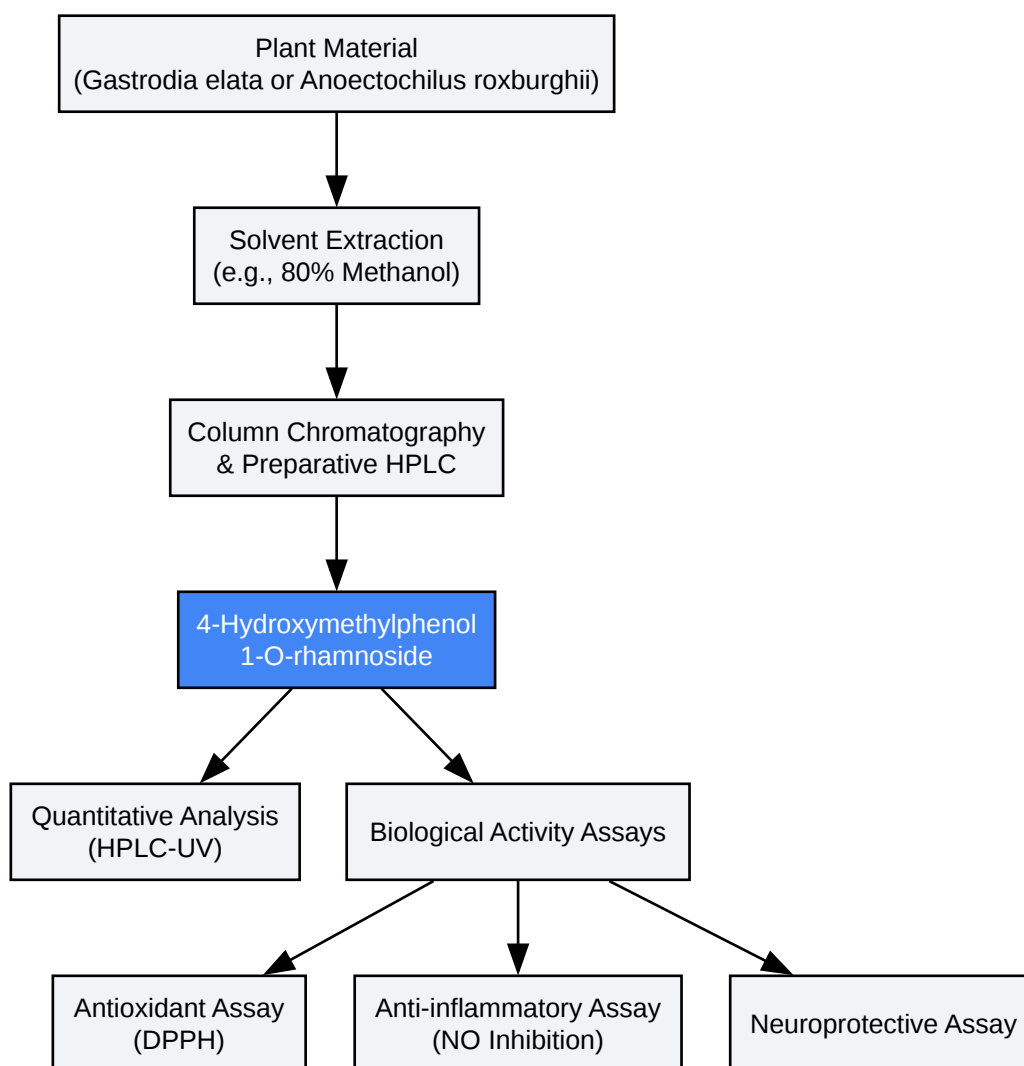 Plant Material
(Gastrodia elata or Anoectochilus roxburghii)
Solvent Extraction
(e.g., 80% Methanol)
Column Chromatography
& Preparative HPLC
4-Hydroxymethylphenol
1-O-rhamnoside
Quantitative Analysis
(HPLC-UV)
Biological Activity Assays
Antioxidant Assay
(DPPH)
Anti-inflammatory Assay
(NO Inhibition)
Neuroprotective Assay